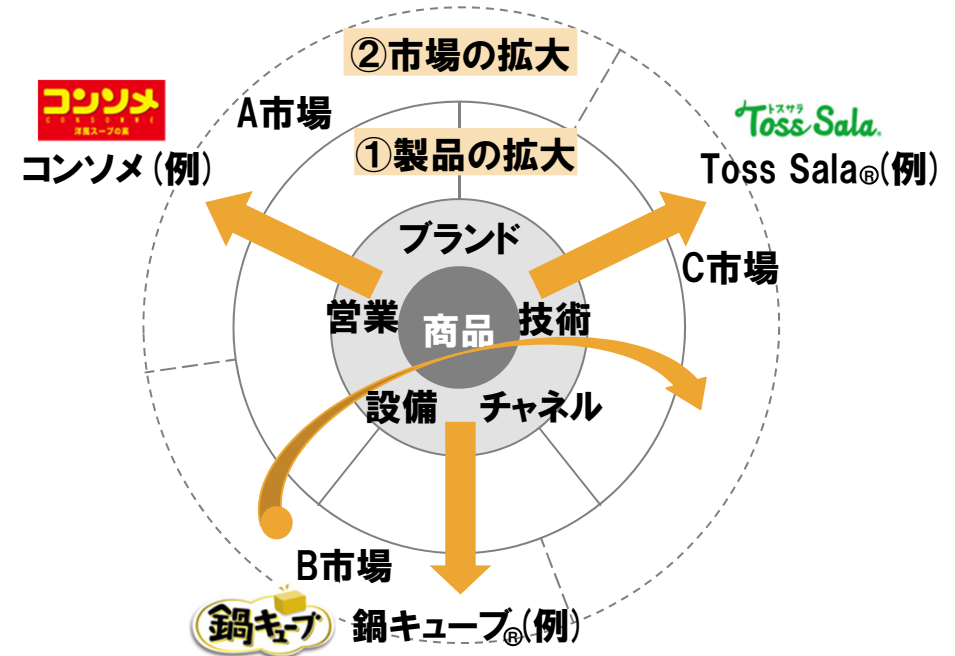 ②市場の拡大
コンソメ
CONSOMME
洋風スープの素
コンソメ(例)
A市場
①製品の拡大
トスサラ
Toss Sala®
Toss Sala®(例)
C市場
ブランド
営業
商品
技術
設備
チャネル
B市場
鍋キューブ
鍋キューブ®(例)